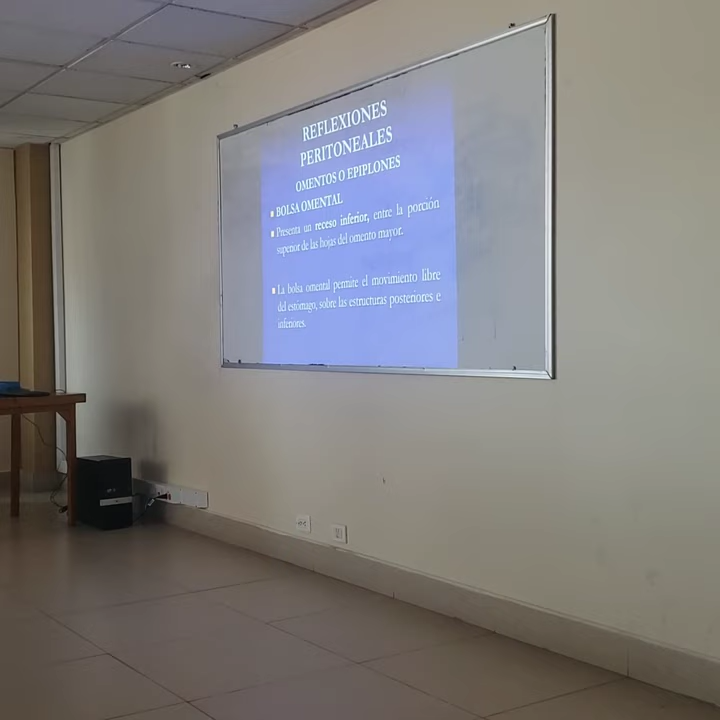 REFLEXIONES
PERITONEALES
OMENTOS O EPIPLONES
BOLSA OMENTAL
Presenta un receso inferior, entre la porción
superior de las hojas del omento mayor.
La bolsa omental permite el movimiento libre
del estomago, sobre las estructuras posteriores e
inferiores.